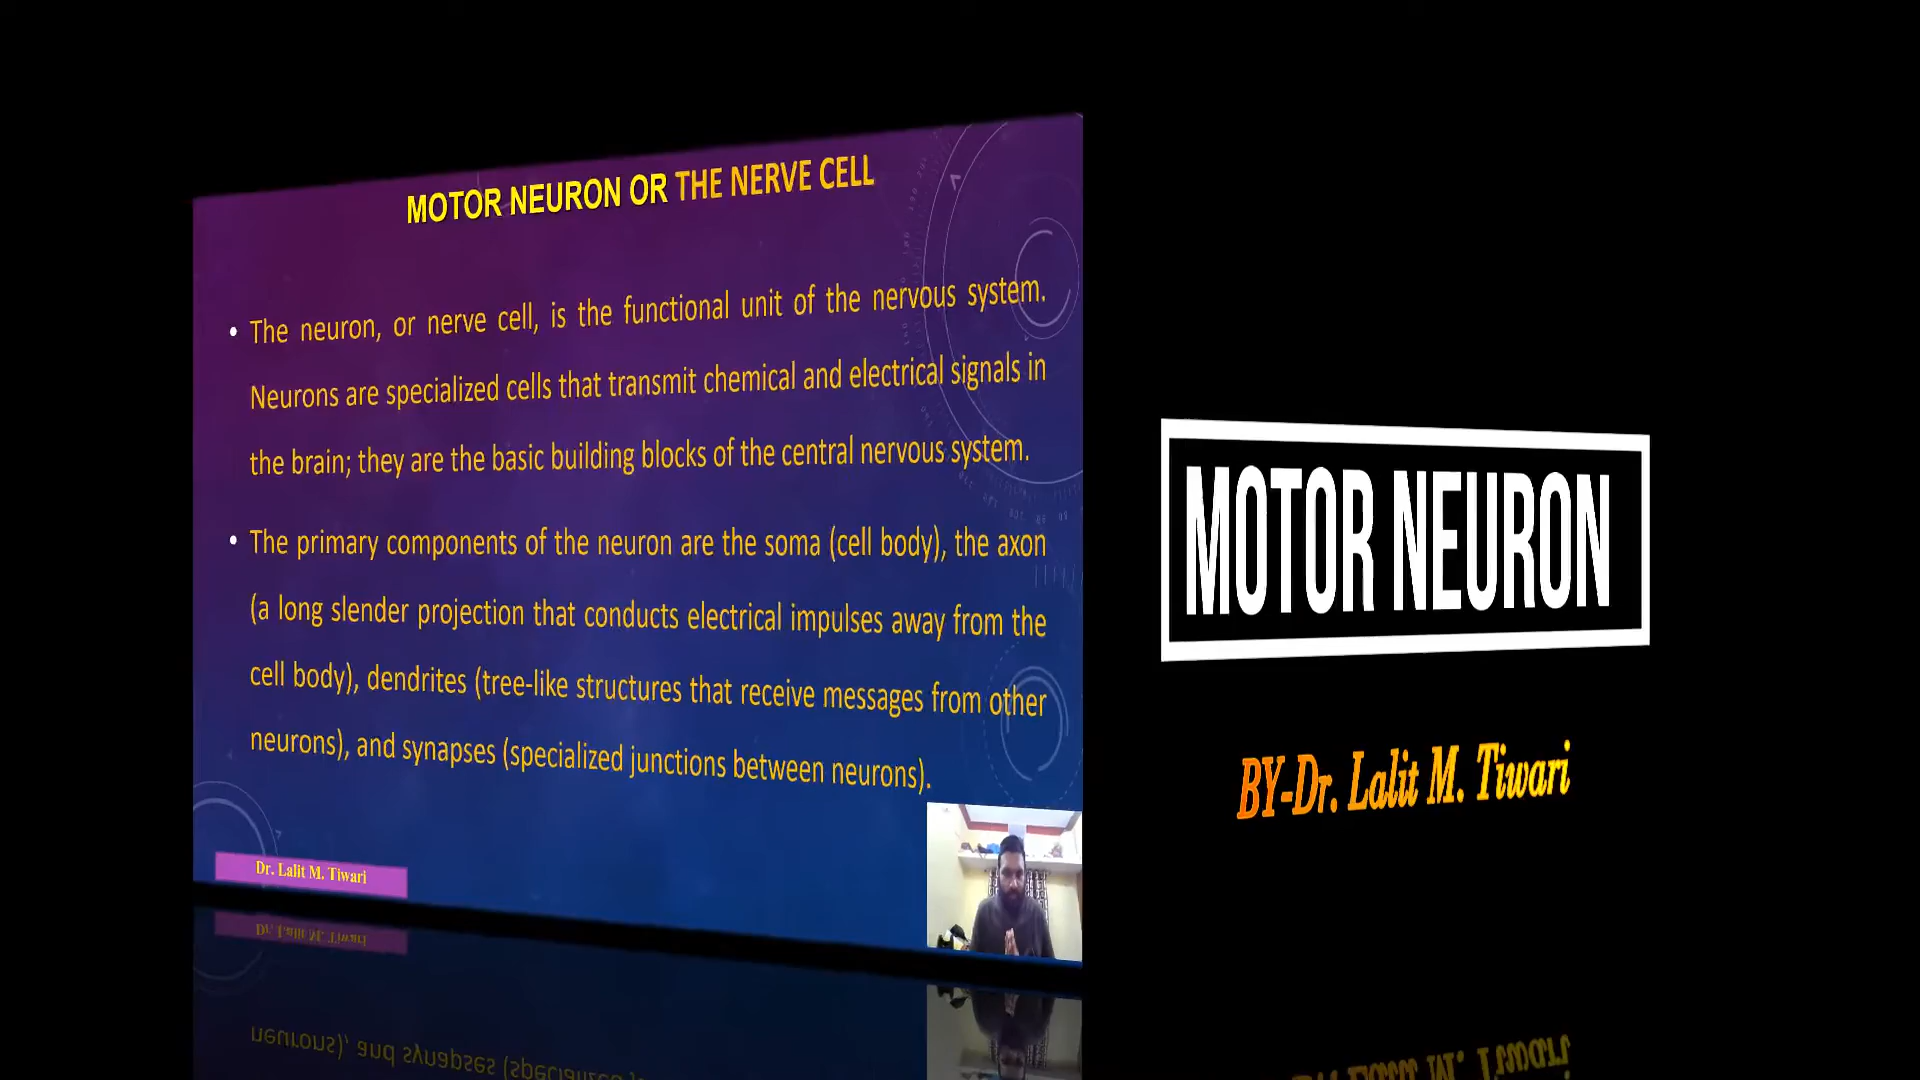 MOTOR NEURON OR THE NERVE CELL
• The neuron, or nerve cell, is the functional unit of the nervous system.
Neurons are specialized cells that transmit chemical and electrical signals in
the brain; they are the basic building blocks of the central nervous system.
• The primary components of the neuron are the soma (cell body), the axon
(a long slender projection that conducts electrical impulses away from the
cell body), dendrites (tree-like structures that receive messages from other
neurons), and synapses (specialized junctions between neurons).
Dr. Lalit M. Tiwari
MOTOR NEURON
BY-Dr. Lalit M. Tiwari